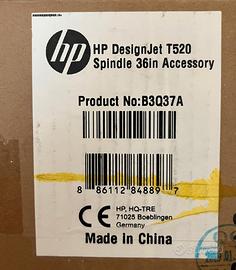 hp
HP DesignJet T520
Spindle 36in Accessory
Product No:B3Q37A
8 86112 84889 7
CE HP, HQ-TRE
71025 Boeblingen
Germany
Made in China